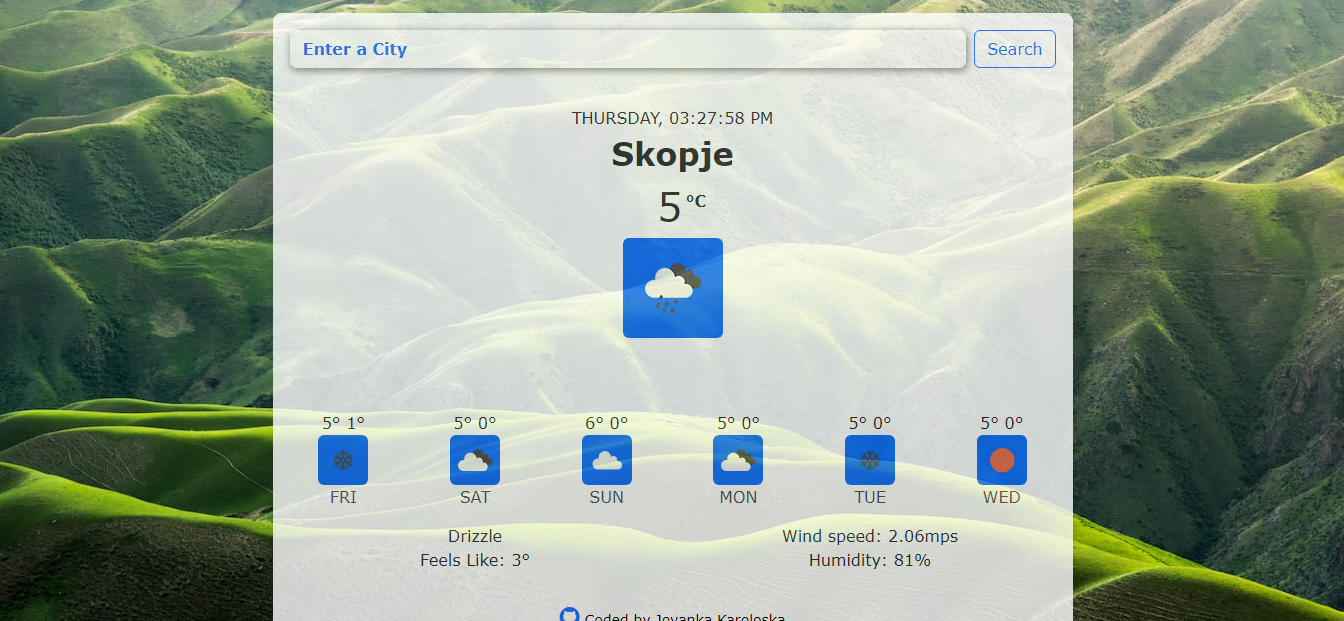 Enter a City
Search
THURSDAY, 03:27:58 PM
Skopje
5 °C
5° 1° 5° 0° 6° 0° 5° 0° 5° 0° 5° 0°
FRI SAT SUN MON TUE WED
Drizzle Wind speed: 2.06mps
Feels Like: 3° Humidity: 81%
Coded by Jovanka Karoloska